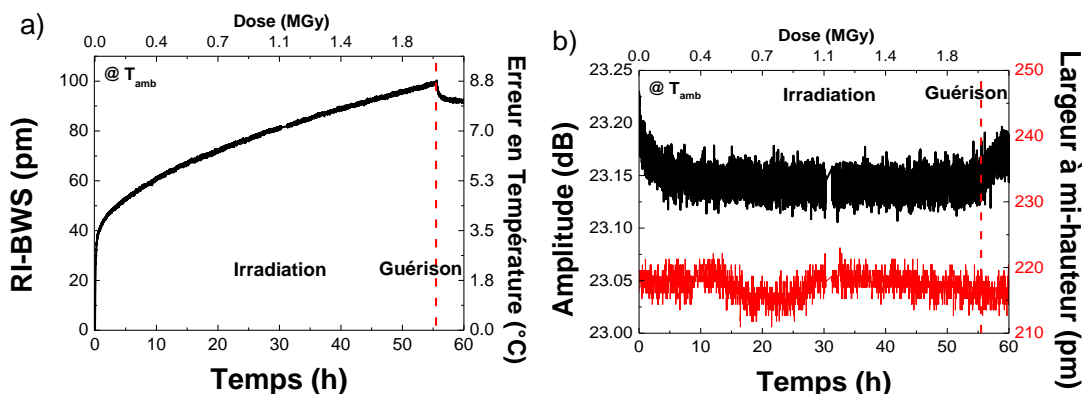 a)
Dose (MGy)
0.0 0.4 0.7 1.1 1.4 1.8
@ Tamb
RI-BWS (pm)
100
80
60
40
20
0
Erreur en Température (°C)
8.8
7.0
5.3
3.5
1.8
0.0
Irradiation
Guérison
0 10 20 30 40 50 60
Temps (h)
b)
Dose (MGy)
0.0 0.4 0.7 1.1 1.4 1.8
@ Tamb
Irradiation
Guérison
Amplitude (dB)
23.25
23.20
23.15
23.10
23.05
23.00
Largeur à mi-hauteur (pm)
250
240
230
220
210
0 10 20 30 40 50 60
Temps (h)